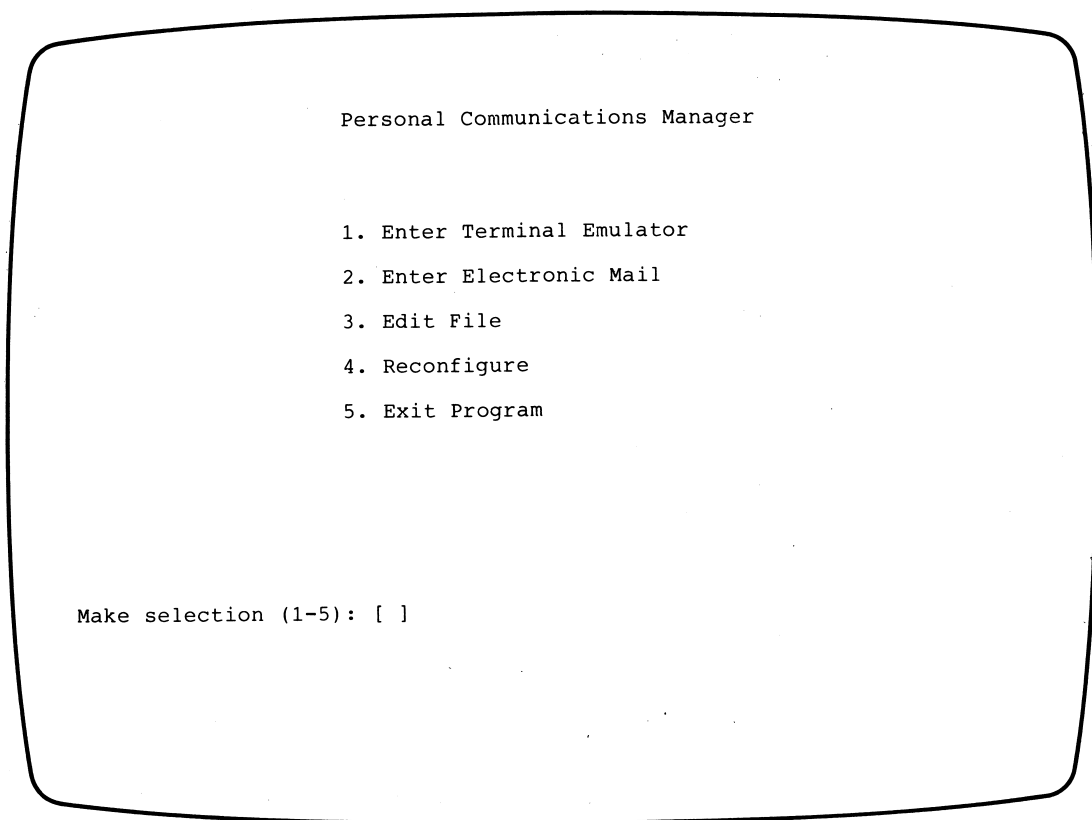 Personal Communications Manager
1. Enter Terminal Emulator
2. Enter Electronic Mail
3. Edit File
4. Reconfigure
5. Exit Program
Make selection (1-5): [ ]